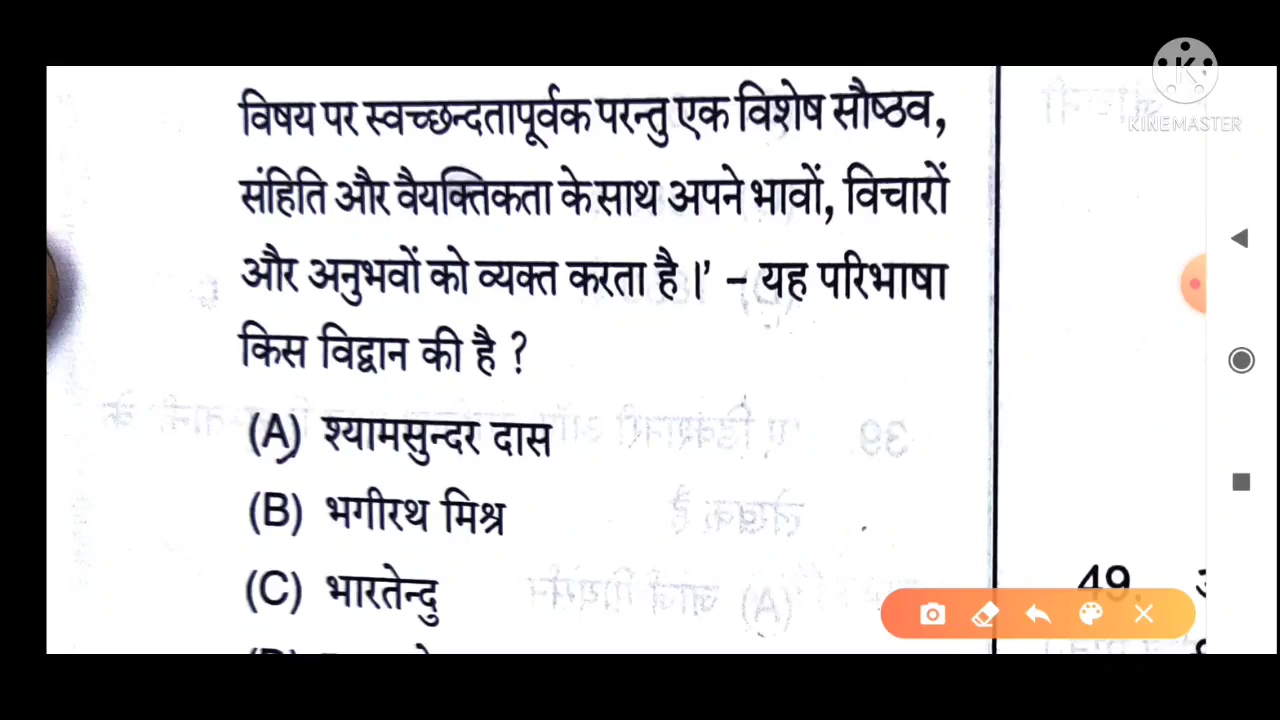 विषय पर स्वच्छन्दतापूर्वक परन्तु एक विशेष सौष्ठव,
संहिति और वैयक्तिकता के साथ अपने भावों, विचारों
और अनुभवों को व्यक्त करता है।' – यह परिभाषा
किस विद्वान की है ?
(A) श्यामसुन्दर दास
(B) भगीरथ मिश्र
(C) भारतेन्दु
49.
KINEMASTER